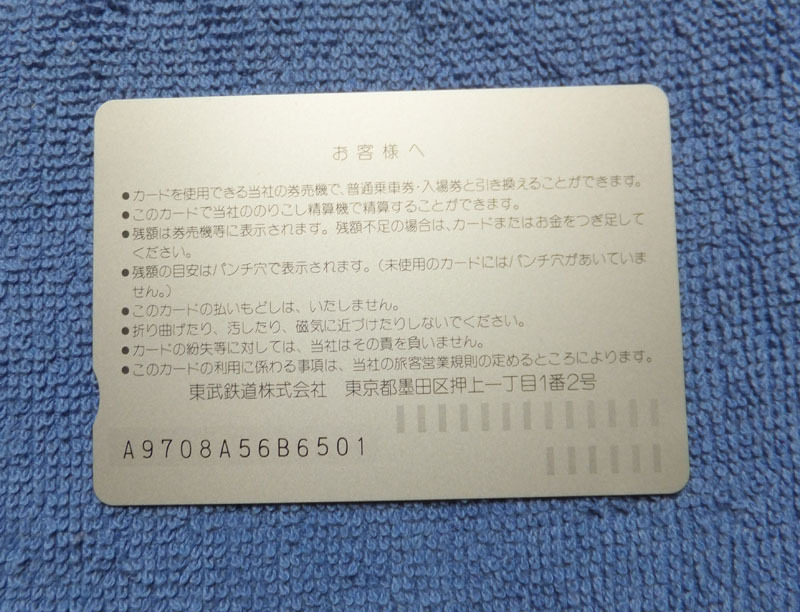 お客様へ
●カードを使用できる当社の券売機で、普通乗車券・入場券と引き換えることができます。
●このカードで当社ののりこし精算機で精算することができます。
●残額は券売機等に表示されます。残額不足の場合は、カードまたはお金をつぎ足して
ください。
●残額の目安はパンチ穴で表示されます。(未使用のカードにはパンチ穴があいていま
せん。)
●このカードの払いもどしは、いたしません。
●折り曲げたり、汚したり、磁気に近づけたりしないでください。
●カードの紛失等に対しては、当社はその責を負いません。
●このカードの利用に係わる事項は、当社の旅客営業規則の定めるところによります。
東武鉄道株式会社 東京都墨田区押上一丁目1番2号
A9708A56B6501